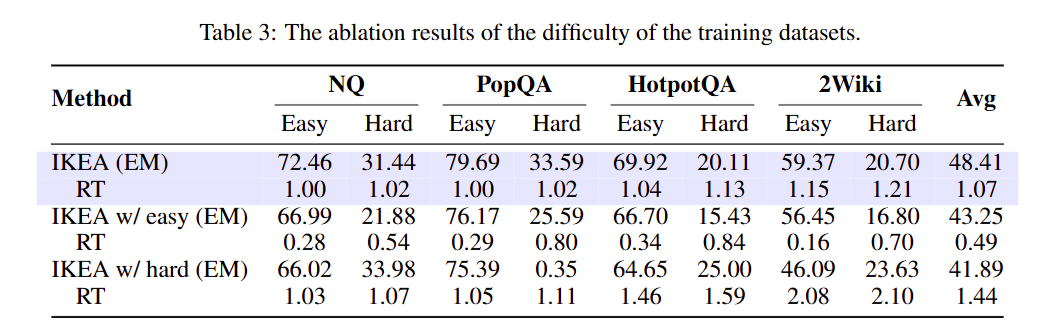 Table 3: The ablation results of the difficulty of the training datasets.
Method NQ PopQA HotpotQA 2Wiki Avg
Easy Hard Easy Hard Easy Hard Easy Hard
IKEA (EM) 72.46 31.44 79.69 33.59 69.92 20.11 59.37 20.70 48.41
RT 1.00 1.02 1.00 1.02 1.04 1.13 1.15 1.21 1.07
IKEA w/ easy (EM) 66.99 21.88 76.17 25.59 66.70 15.43 56.45 16.80 43.25
RT 0.28 0.54 0.29 0.80 0.34 0.84 0.16 0.70 0.49
IKEA w/ hard (EM) 66.02 33.98 75.39 0.35 64.65 25.00 46.09 23.63 41.89
RT 1.03 1.07 1.05 1.11 1.46 1.59 2.08 2.10 1.44